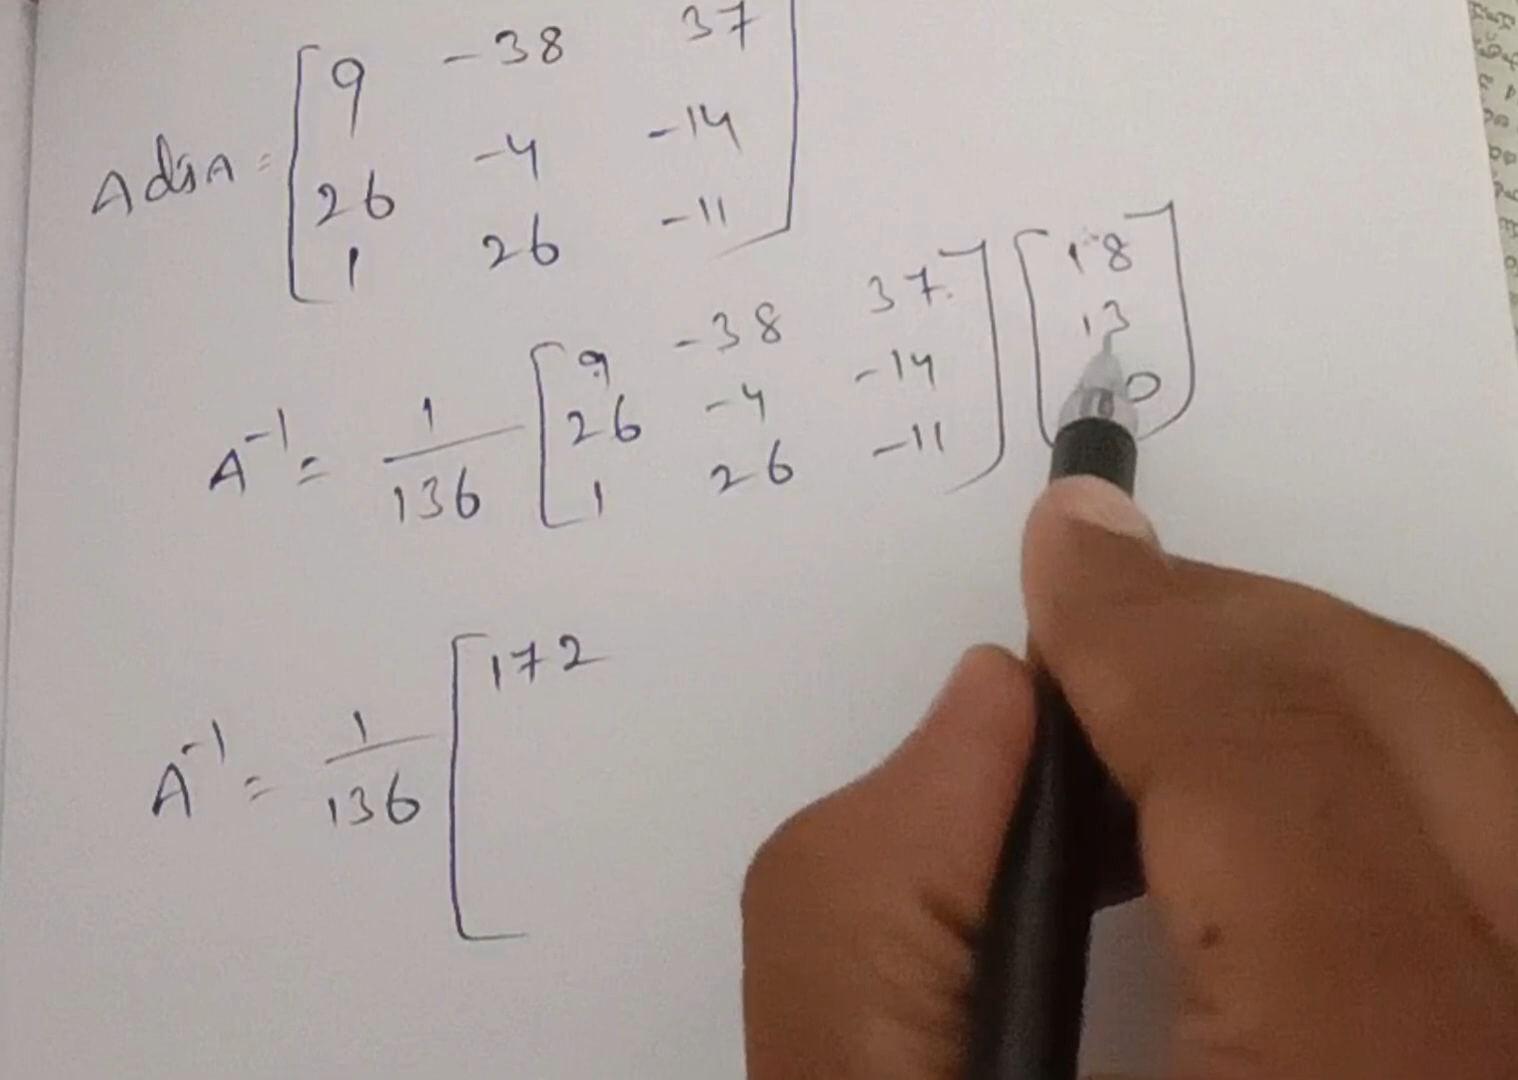 9 -38 37
Adj A = 26 -4 -14
1 26 -11
9 -38 37 18
A⁻¹ = 1/136 26 -4 -14 13
1 26 -11 0
172
A⁻¹ = 1/136